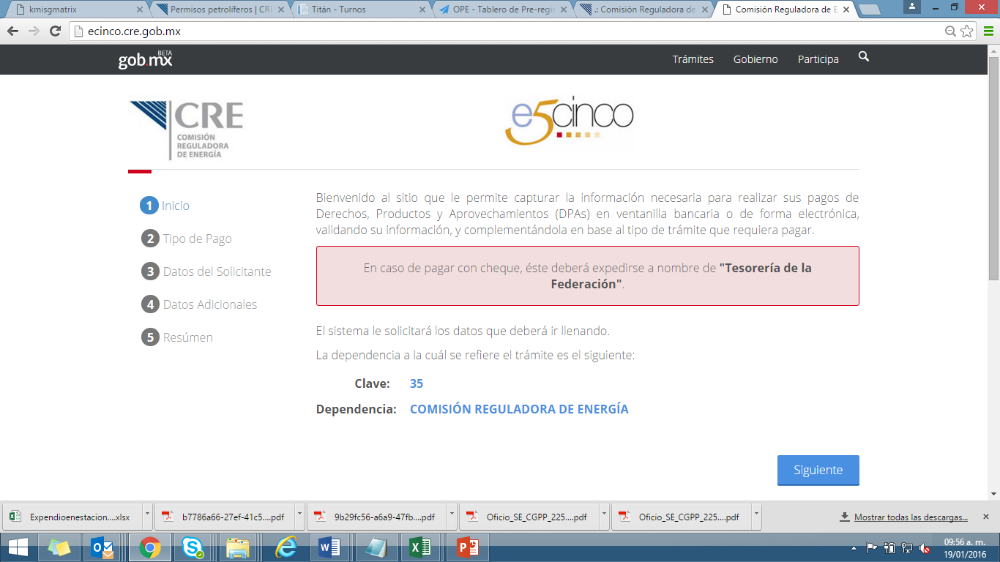 kmisgmatrix
Permisos petrolíferos | CRE
Titán - Turnos
OPE - Tablero de Pre-regis
.: Comisión Reguladora de
Comisión Reguladora de E
ecinco.cre.gob.mx
gob.mx BETA
Trámites
Gobierno
Participa
CRE
COMISIÓN
REGULADORA
DE ENERGÍA
e5cinco
1 Inicio
2 Tipo de Pago
3 Datos del Solicitante
4 Datos Adicionales
5 Resúmen
Bienvenido al sitio que le permite capturar la información necesaria para realizar sus pagos de
Derechos, Productos y Aprovechamientos (DPAs) en ventanilla bancaria o de forma electrónica,
validando su información, y complementándola en base al tipo de trámite que requiera pagar.
En caso de pagar con cheque, éste deberá expedirse a nombre de "Tesorería de la
Federación".
El sistema le solicitará los datos que deberá ir llenando.
La dependencia a la cuál se refiere el trámite es el siguiente:
Clave: 35
Dependencia: COMISIÓN REGULADORA DE ENERGÍA
Siguiente
Expendioenestacion....xlsx
b7786a66-27ef-41c5....pdf
9b29fc56-a6a9-47fb....pdf
Oficio_SE_CGPP_225....pdf
Oficio_SE_CGPP_225....pdf
Mostrar todas las descargas...
09:56 a. m.
19/01/2016